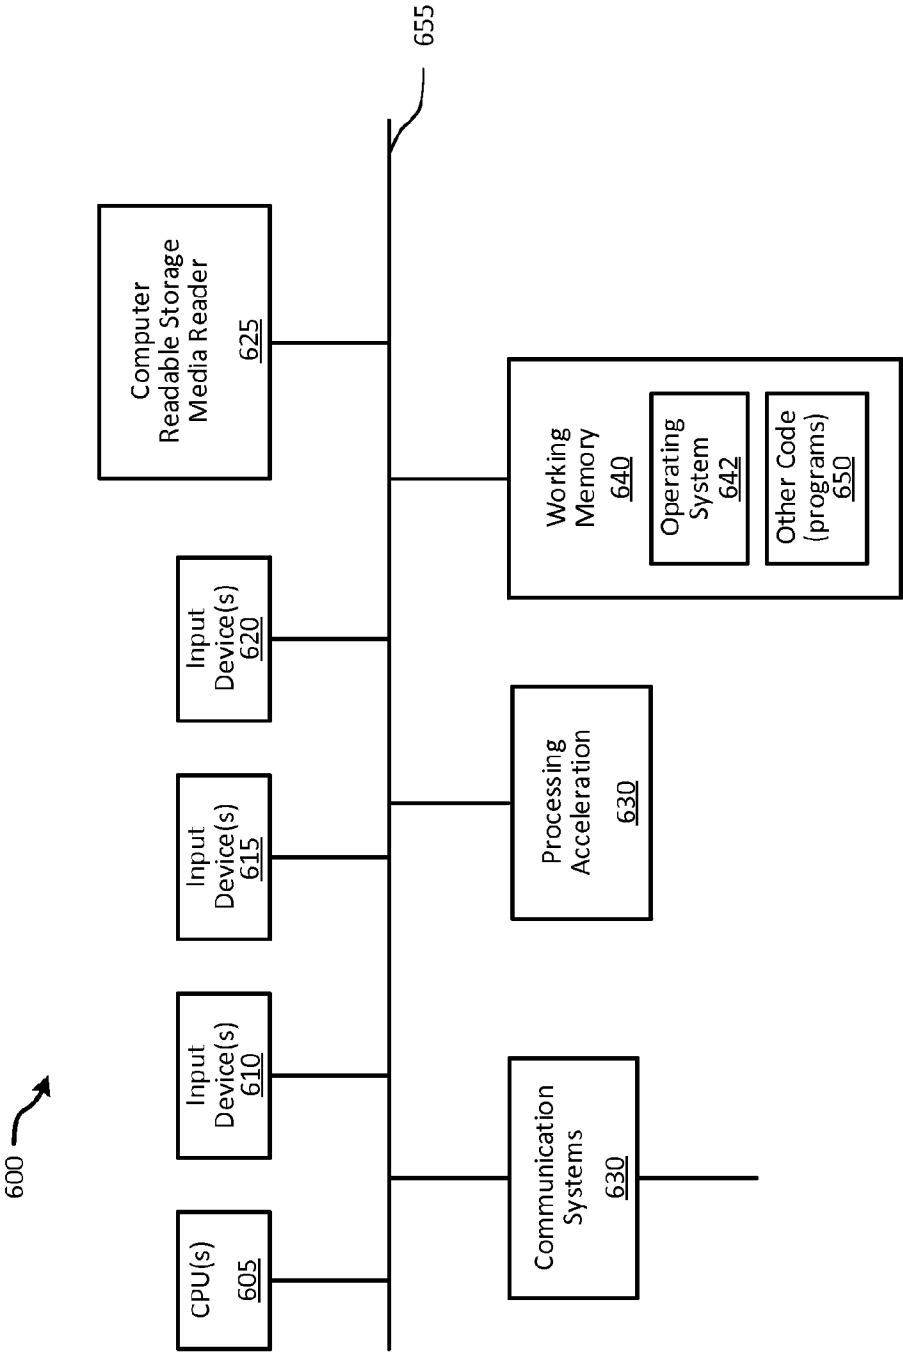 600
CPU(s)
605
Input
Device(s)
610
Input
Device(s)
615
Input
Device(s)
620
Computer
Readable Storage
Media Reader
625
655
Communication
Systems
630
Processing
Acceleration
630
Working
Memory
640
Operating
System
642
Other Code
(programs)
650